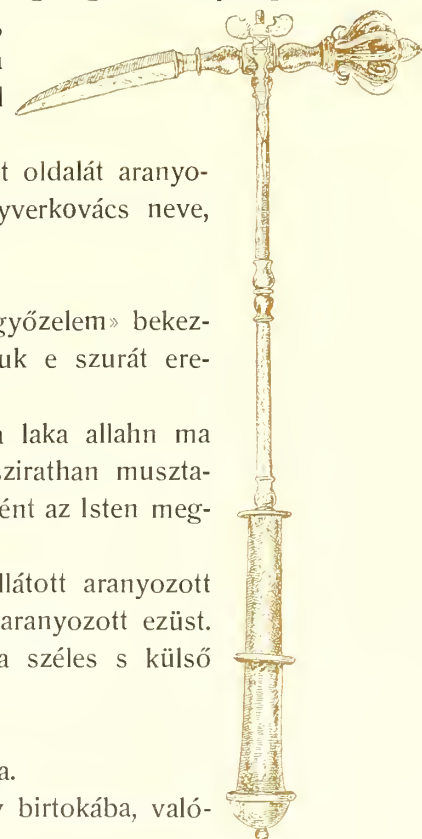 t oldalát aranyo-
yverkovács neve,
győzelem» bekez-
uk e szurát ere-
laka allahn ma
szirathan muszta-
ént az Isten meg-
llátott aranyozott
aranyozott ezüst.
a széles s külső
a.
birtokába, való-